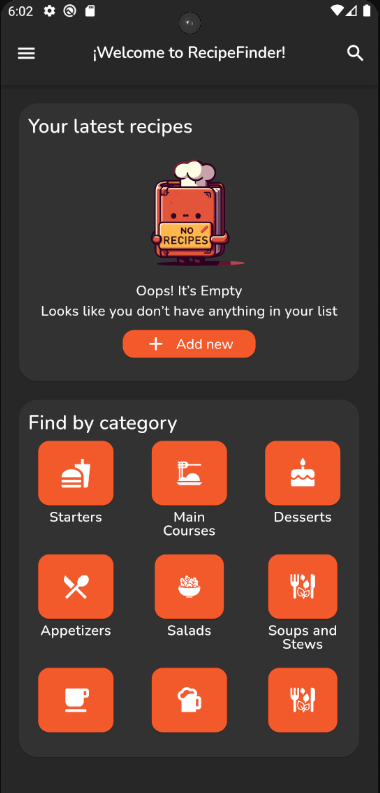 6:02
¡Welcome to RecipeFinder!
Your latest recipes
NO
RECIPES
Oops! It's Empty
Looks like you don't have anything in your list
+ Add new
Find by category
Starters
Main
Courses
Desserts
Appetizers
Salads
Soups and
Stews